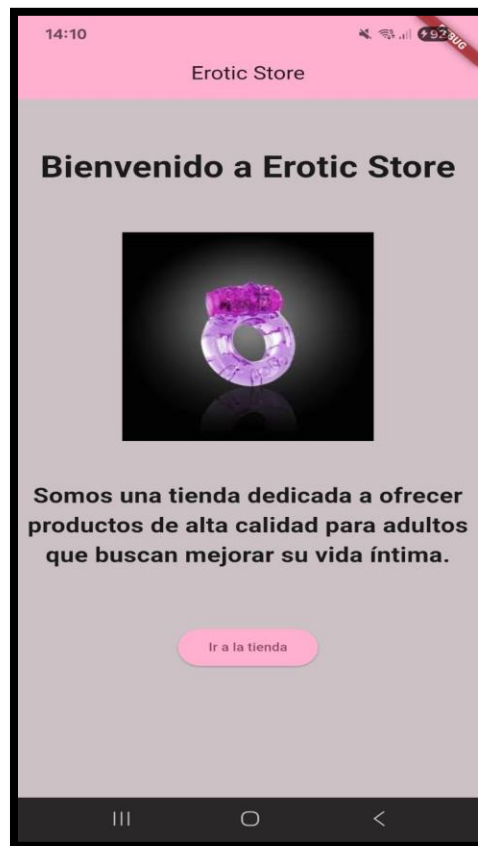 14:10
92
Erotic Store
Bienvenido a Erotic Store
Somos una tienda dedicada a ofrecer
productos de alta calidad para adultos
que buscan mejorar su vida íntima.
Ir a la tienda